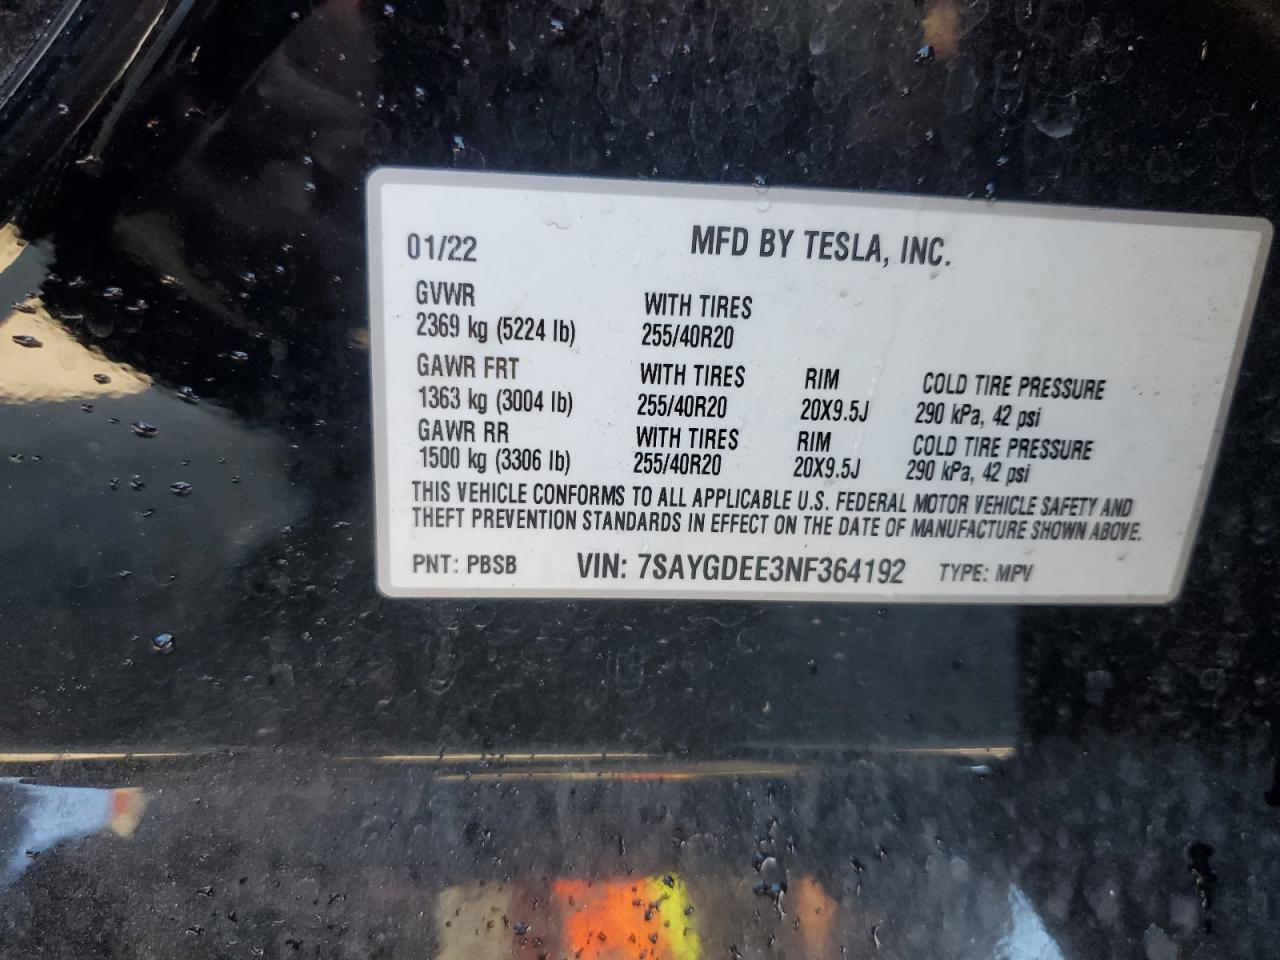 01/22 MFD BY TESLA, INC.
GVWR WITH TIRES
2369 kg (5224 lb) 255/40R20
GAWR FRT WITH TIRES RIM COLD TIRE PRESSURE
1363 kg (3004 lb) 255/40R20 20X9.5J 290 kPa, 42 psi
GAWR RR WITH TIRES RIM COLD TIRE PRESSURE
1500 kg (3306 lb) 255/40R20 20X9.5J 290 kPa, 42 psi
THIS VEHICLE CONFORMS TO ALL APPLICABLE U.S. FEDERAL MOTOR VEHICLE SAFETY AND
THEFT PREVENTION STANDARDS IN EFFECT ON THE DATE OF MANUFACTURE SHOWN ABOVE.
PNT: PBSB VIN: 7SAYGDEE3NF364192 TYPE: MPV